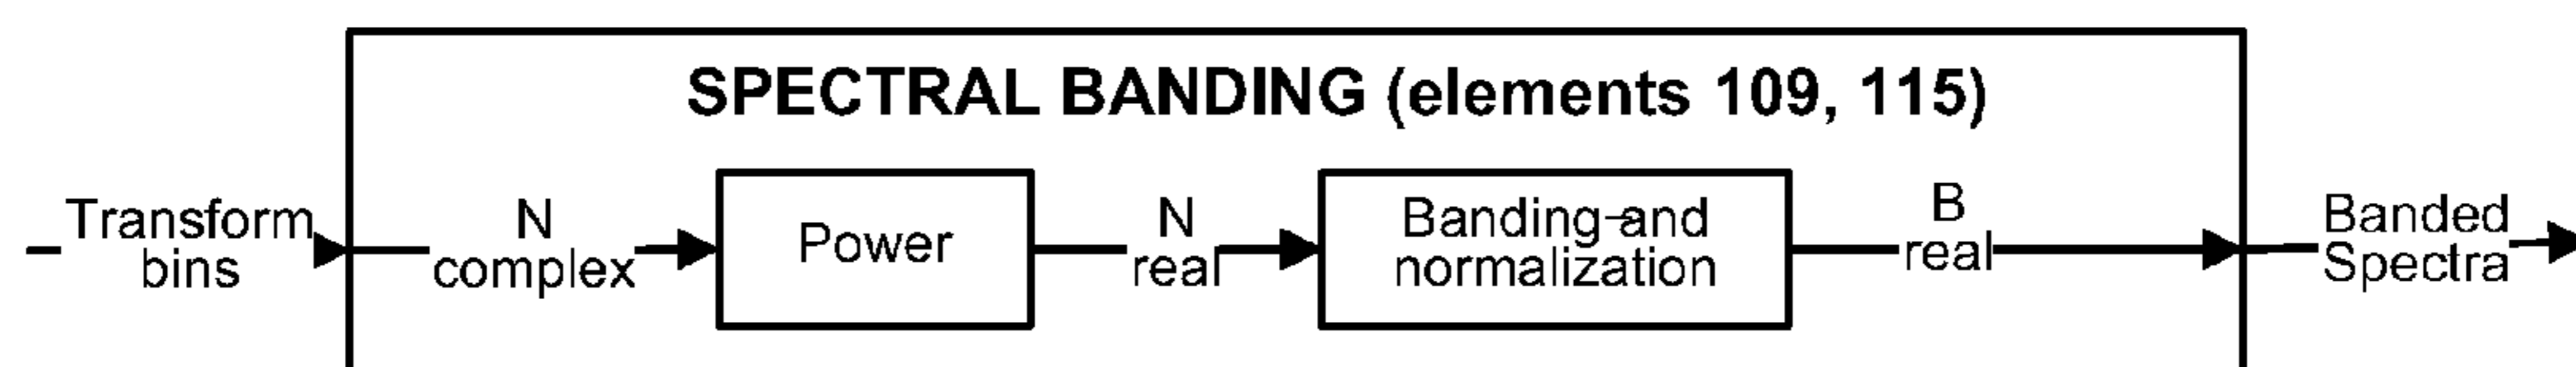 SPECTRAL BANDING (elements 109, 115)
Transform
bins
N
complex
Power
N
real
Banding-and
normalization
B
real
Banded
Spectra